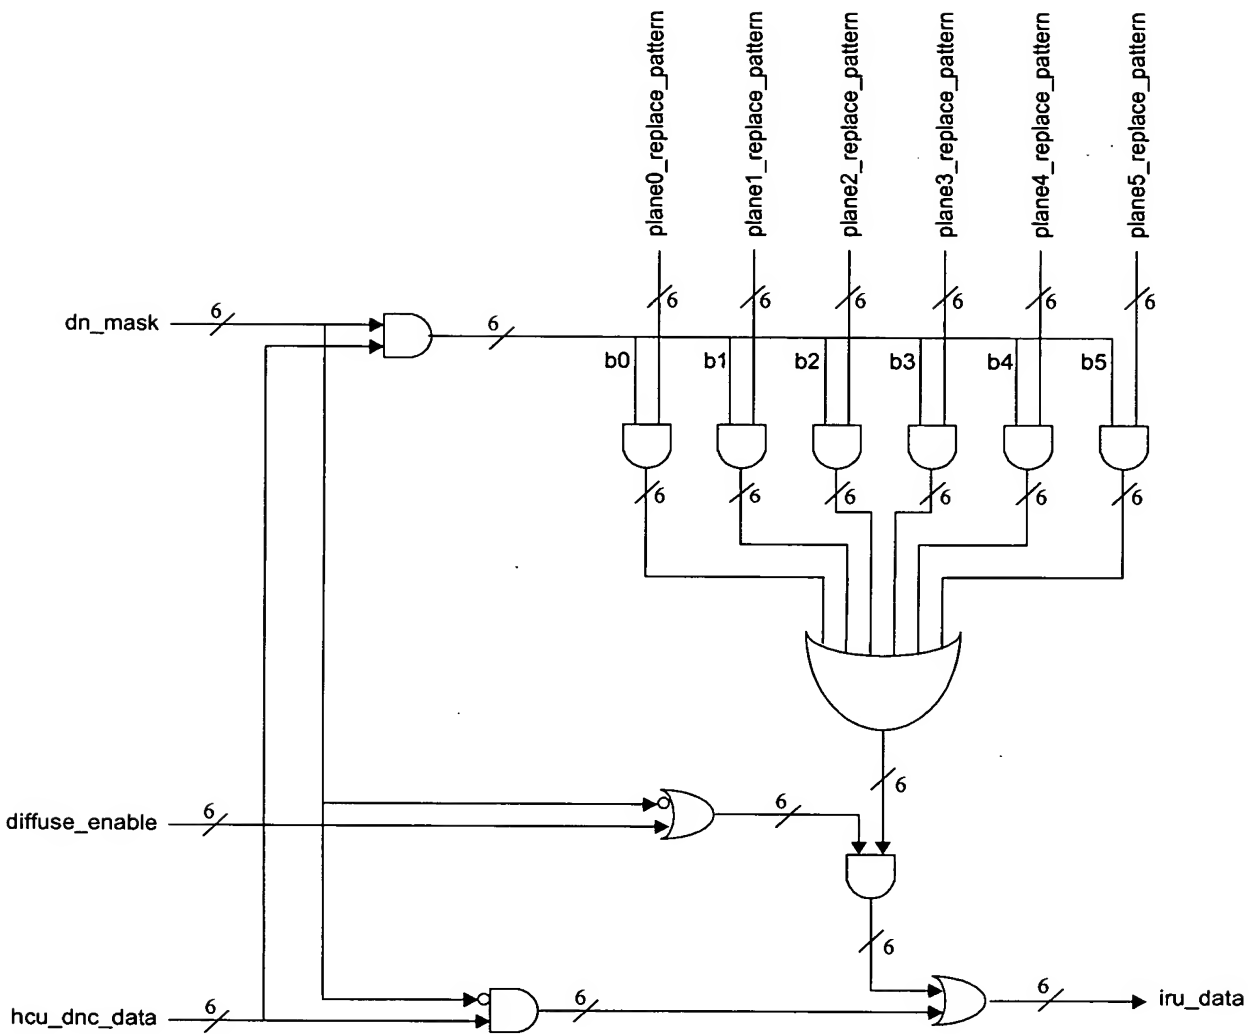 plane0_replace_pattern
plane1_replace_pattern
plane2_replace_pattern
plane3_replace_pattern
plane4_replace_pattern
plane5_replace_pattern
6 6 6 6 6 6
dn_mask 6 6
b0 b1 b2 b3 b4 b5
6 6 6 6 6 6
6
diffuse_enable 6 6
6
hcu_dnc_data 6 6 6 iru_data